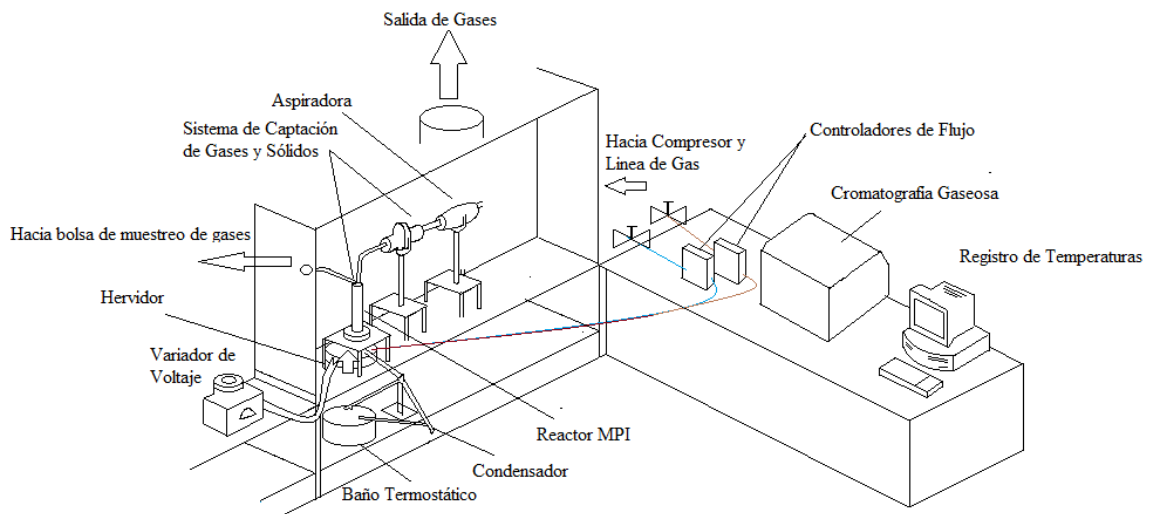 Salida de Gases
Aspiradora
Sistema de Captación
de Gases y Sólidos
Hacia Compresor y
Linea de Gas
Controladores de Flujo
Cromatografía Gaseosa
Hacia bolsa de muestreo de gases
Registro de Temperaturas
Hervidor
Variador de
Voltaje
Reactor MPI
Condensador
Baño Termostático